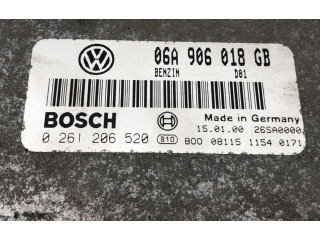 06A 906 018 GB
BENZIN D01
BOSCH
Made in Germany
15.01.00 26SA0000
0 261 206 520
810 B00 08115 1154 0171